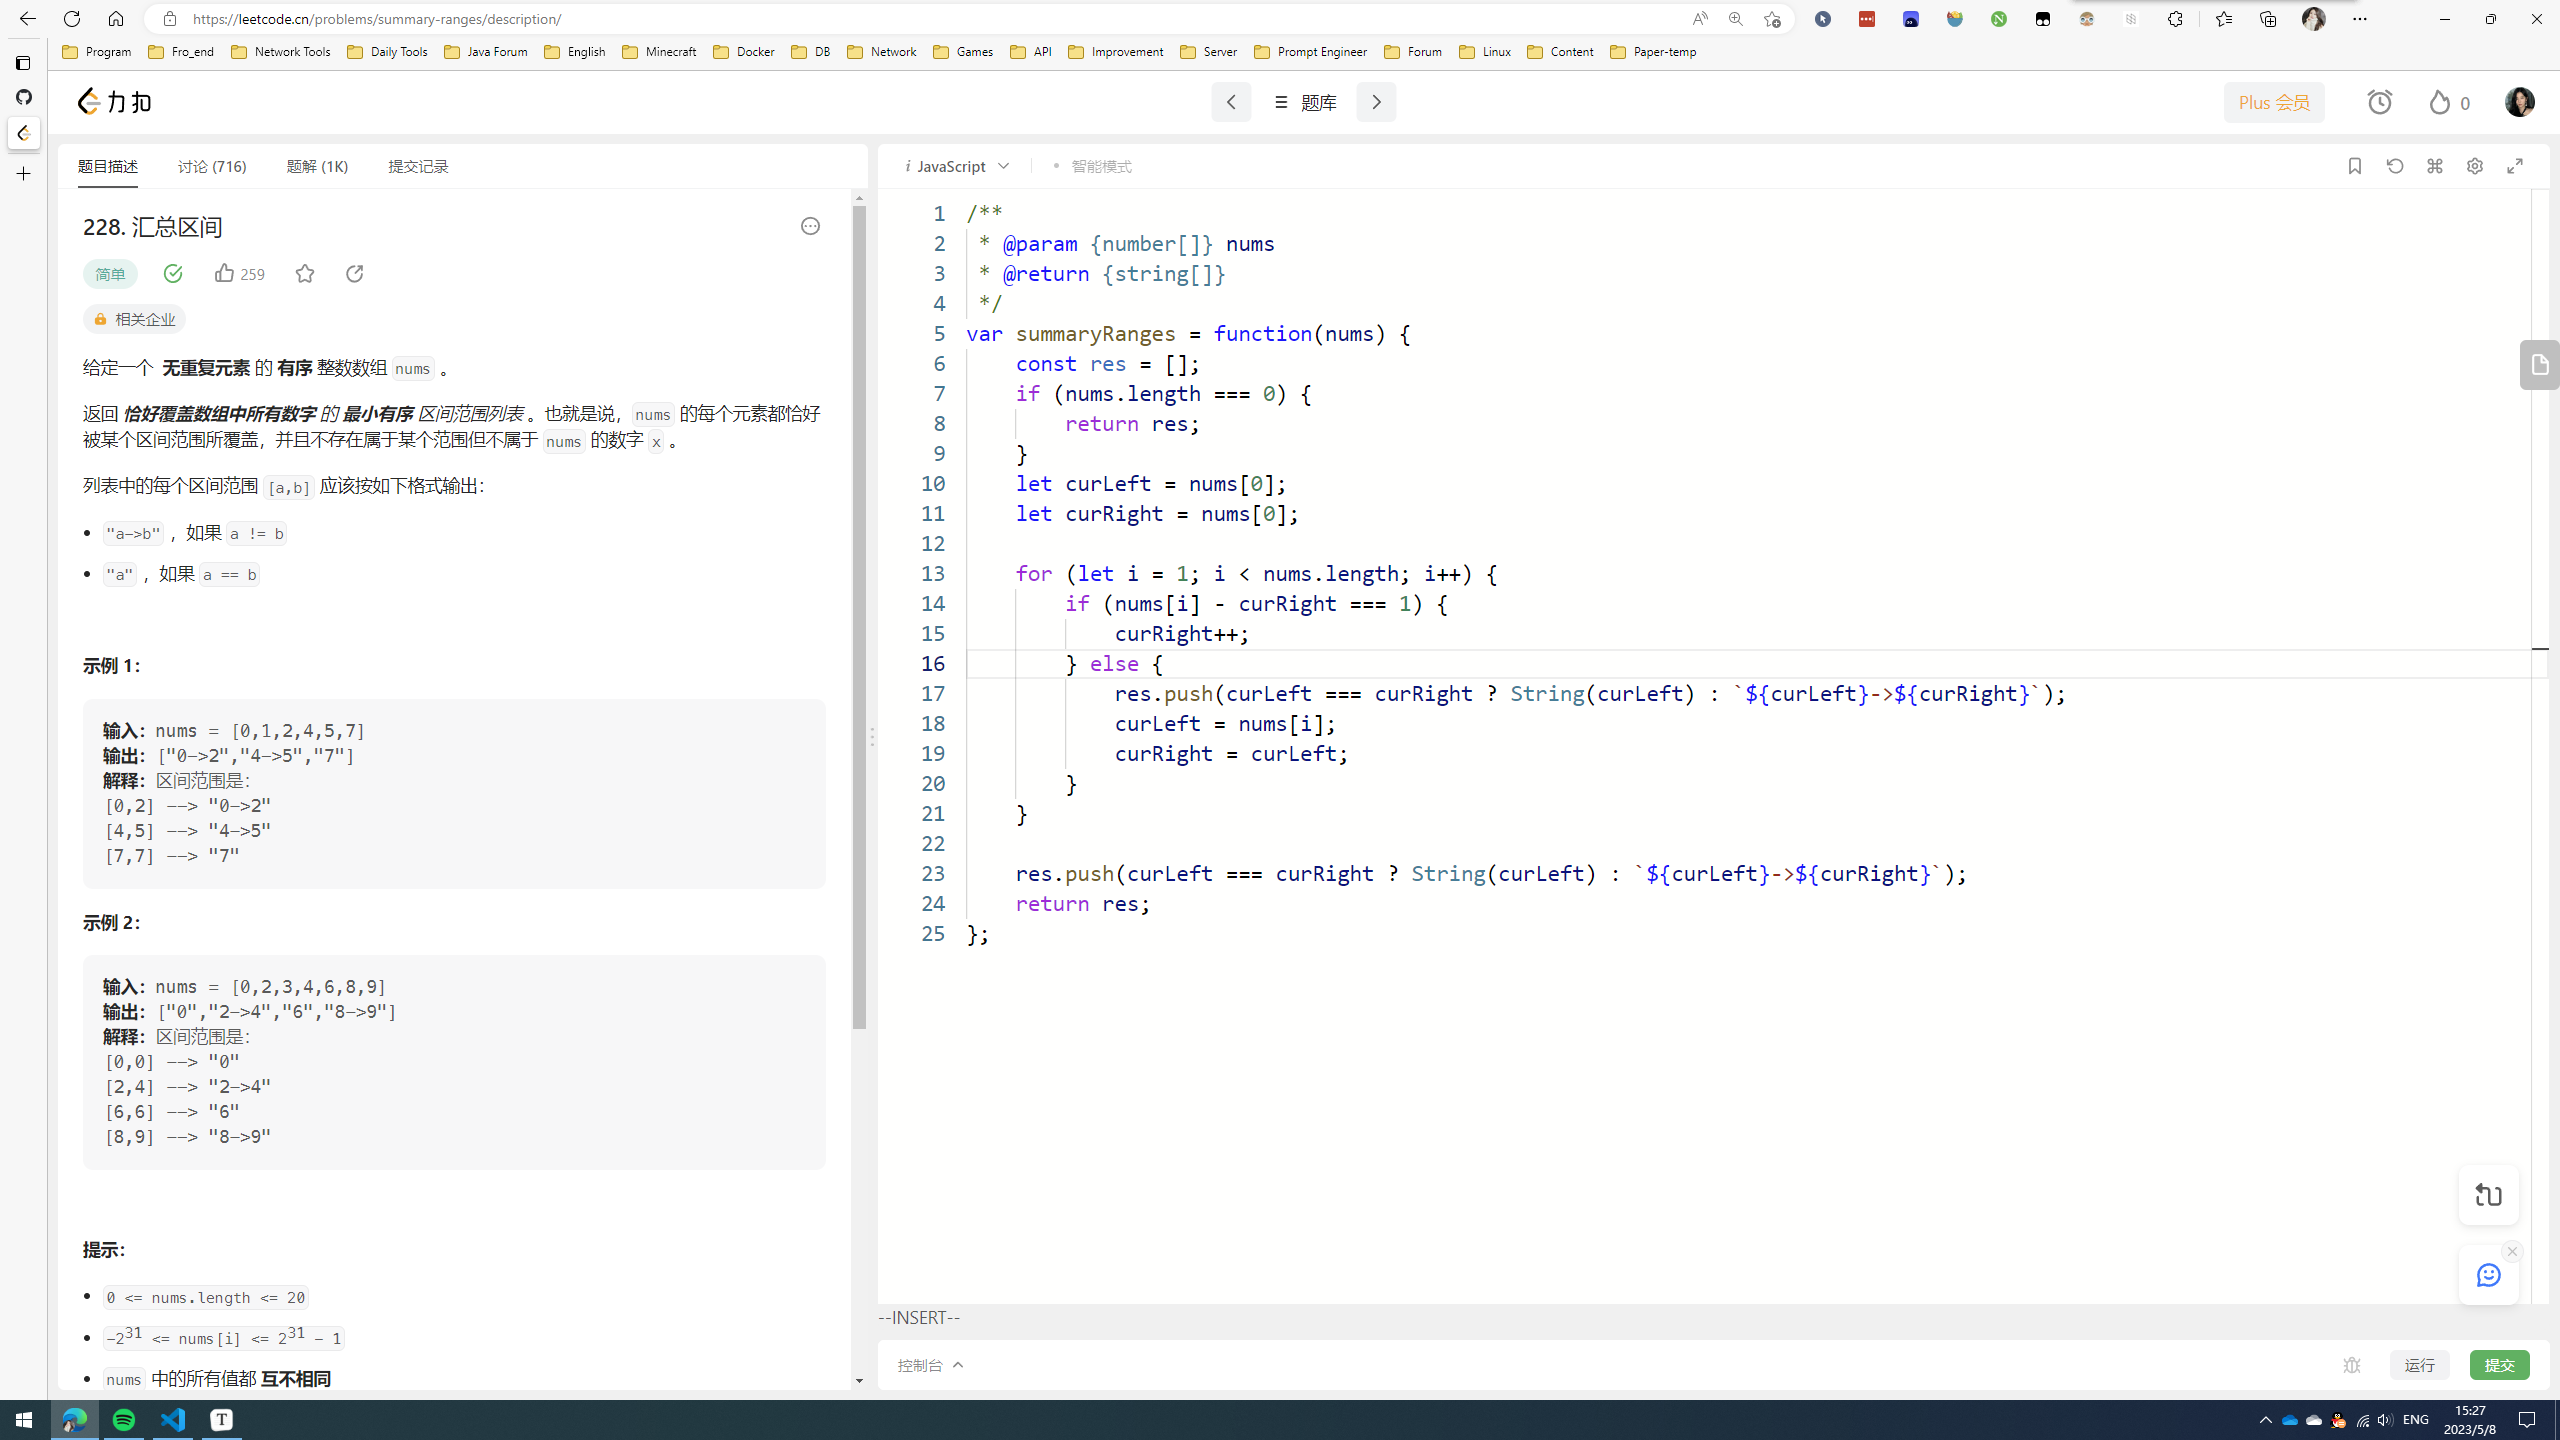 https://leetcode.cn/problems/summary-ranges/description/
Program Fro_end Network Tools Daily Tools Java Forum English Minecraft Docker DB Network Games API Improvement Server Prompt Engineer Forum Linux Content Paper-temp
力扣
题库
Plus 会员
0
题目描述 讨论 (716) 题解 (1K) 提交记录
228. 汇总区间
简单
259
相关企业
给定一个 无重复元素 的 有序 整数数组 nums 。
返回 恰好覆盖数组中所有数字 的 最小有序 区间范围列表 。也就是说，nums 的每个元素都恰好
被某个区间范围所覆盖，并且不存在属于某个范围但不属于 nums 的数字 x 。
列表中的每个区间范围 [a,b] 应该按如下格式输出：
• "a->b" ，如果 a != b
• "a" ，如果 a == b
示例 1：
输入：nums = [0,1,2,4,5,7]
输出：["0->2","4->5","7"]
解释：区间范围是：
[0,2] --> "0->2"
[4,5] --> "4->5"
[7,7] --> "7"
示例 2：
输入：nums = [0,2,3,4,6,8,9]
输出：["0","2->4","6","8->9"]
解释：区间范围是：
[0,0] --> "0"
[2,4] --> "2->4"
[6,6] --> "6"
[8,9] --> "8->9"
提示：
• 0 <= nums.length <= 20
• -2^31 <= nums[i] <= 2^31 - 1
• nums 中的所有值都 互不相同
i JavaScript • 智能模式
1 /**
2  * @param {number[]} nums
3  * @return {string[]}
4  */
5 var summaryRanges = function(nums) {
6     const res = [];
7     if (nums.length === 0) {
8         return res;
9     }
10     let curLeft = nums[0];
11     let curRight = nums[0];
12
13     for (let i = 1; i < nums.length; i++) {
14         if (nums[i] - curRight === 1) {
15             curRight++;
16         } else {
17             res.push(curLeft === curRight ? String(curLeft) : `${curLeft}->${curRight}`);
18             curLeft = nums[i];
19             curRight = curLeft;
20         }
21     }
22
23     res.push(curLeft === curRight ? String(curLeft) : `${curLeft}->${curRight}`);
24     return res;
25 };
--INSERT--
控制台
运行
提交
T
ENG
15:27
2023/5/8